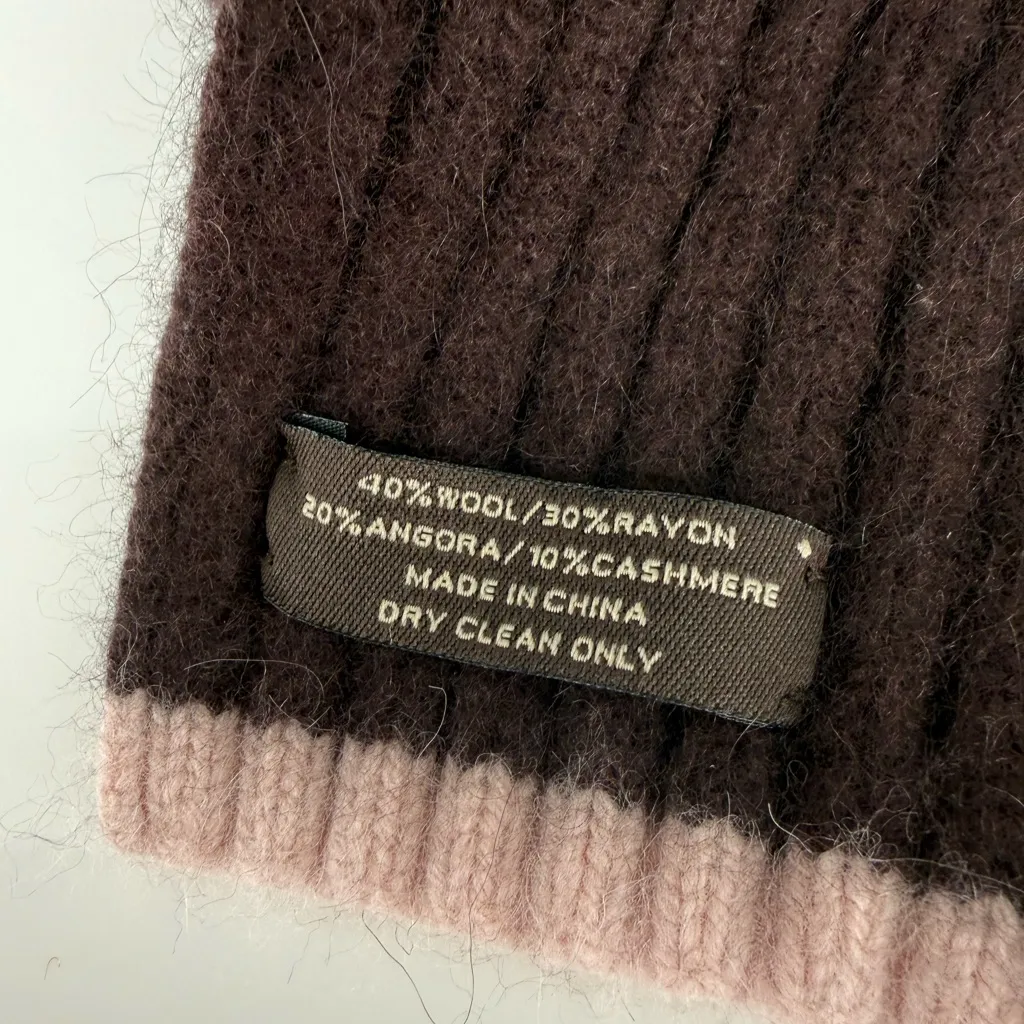 40%WOOL/30%RAYON
20%ANGORA/10%CASHMERE
MADE IN CHINA
DRY CLEAN ONLY